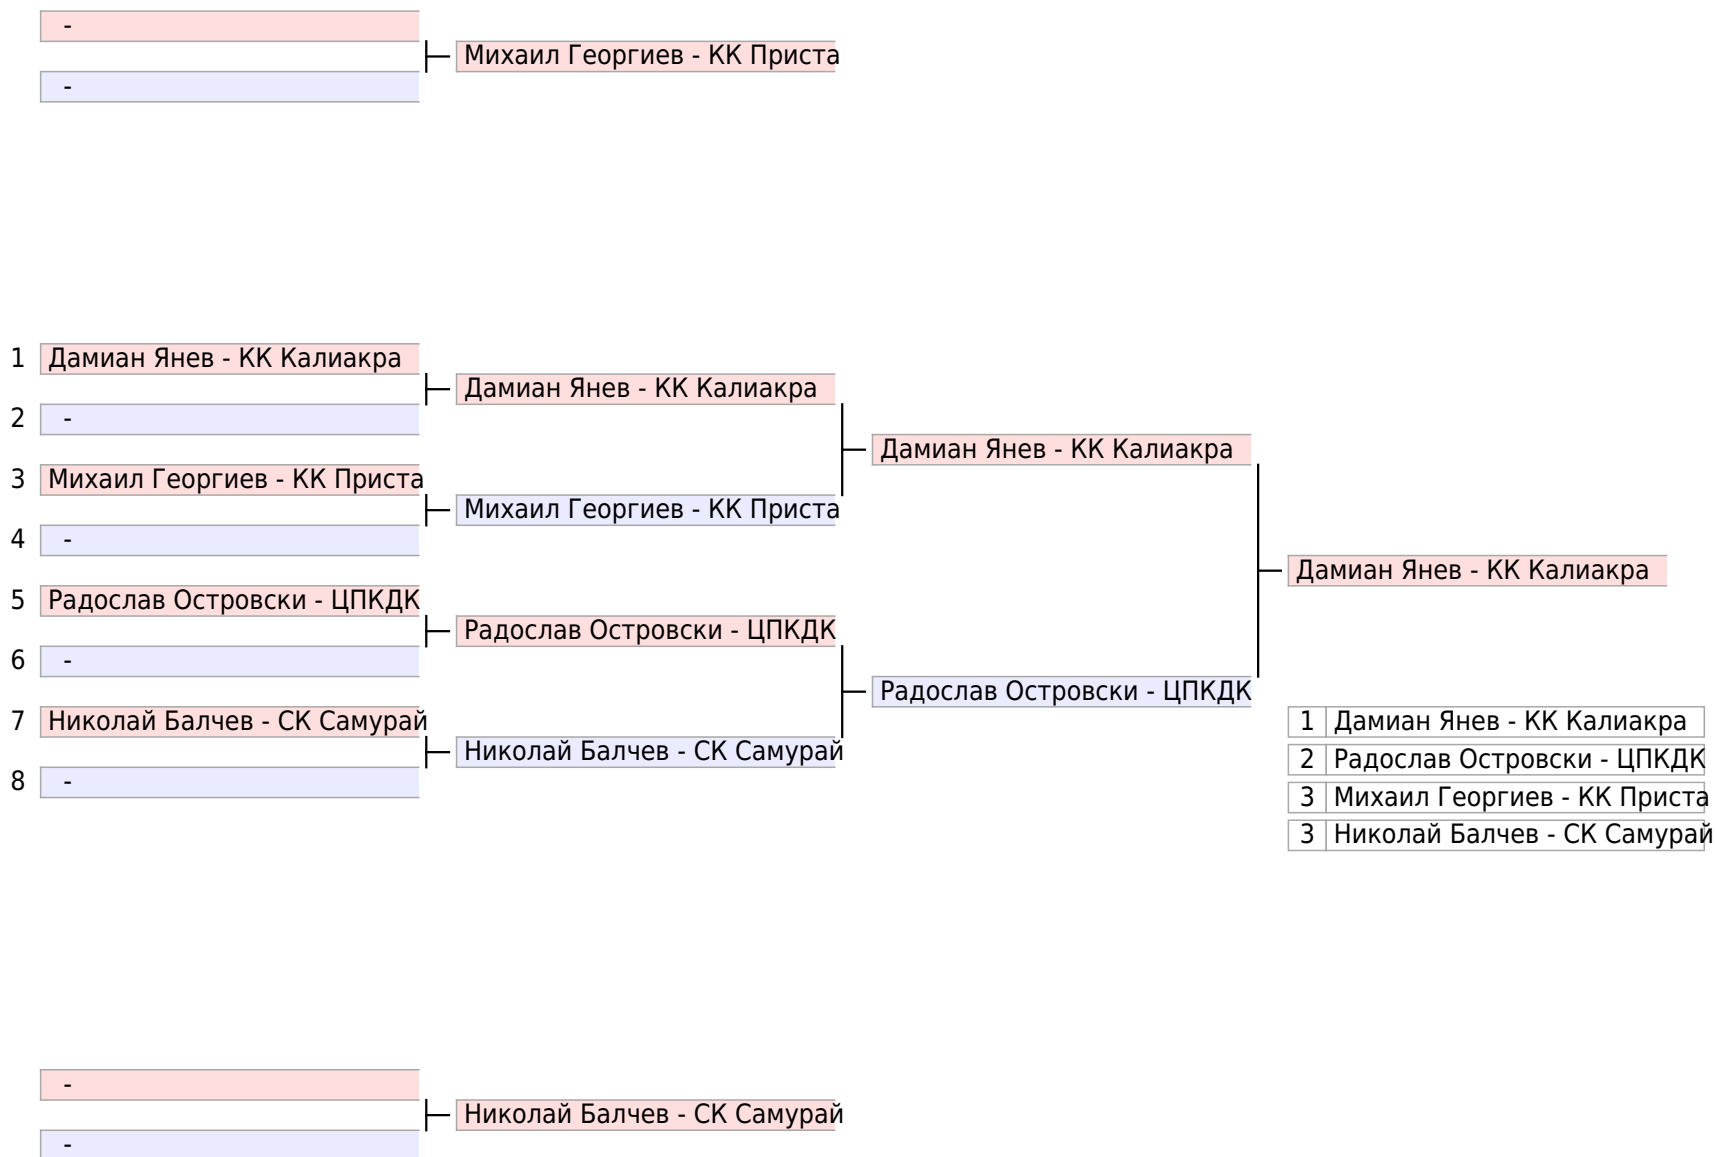 -
Михаил Георгиев - КК Приста
-
1 Дамиан Янев - КК Калиакра
Дамиан Янев - КК Калиакра
2 -
Дамиан Янев - КК Калиакра
3 Михаил Георгиев - КК Приста
Михаил Георгиев - КК Приста
4 -
Дамиан Янев - КК Калиакра
5 Радослав Островски - ЦПКДК
Радослав Островски - ЦПКДК
6 -
Радослав Островски - ЦПКДК
7 Николай Балчев - СК Самурай
Николай Балчев - СК Самурай
8 -
1 Дамиан Янев - КК Калиакра
2 Радослав Островски - ЦПКДК
3 Михаил Георгиев - КК Приста
3 Николай Балчев - СК Самурай
-
Николай Балчев - СК Самурай
-